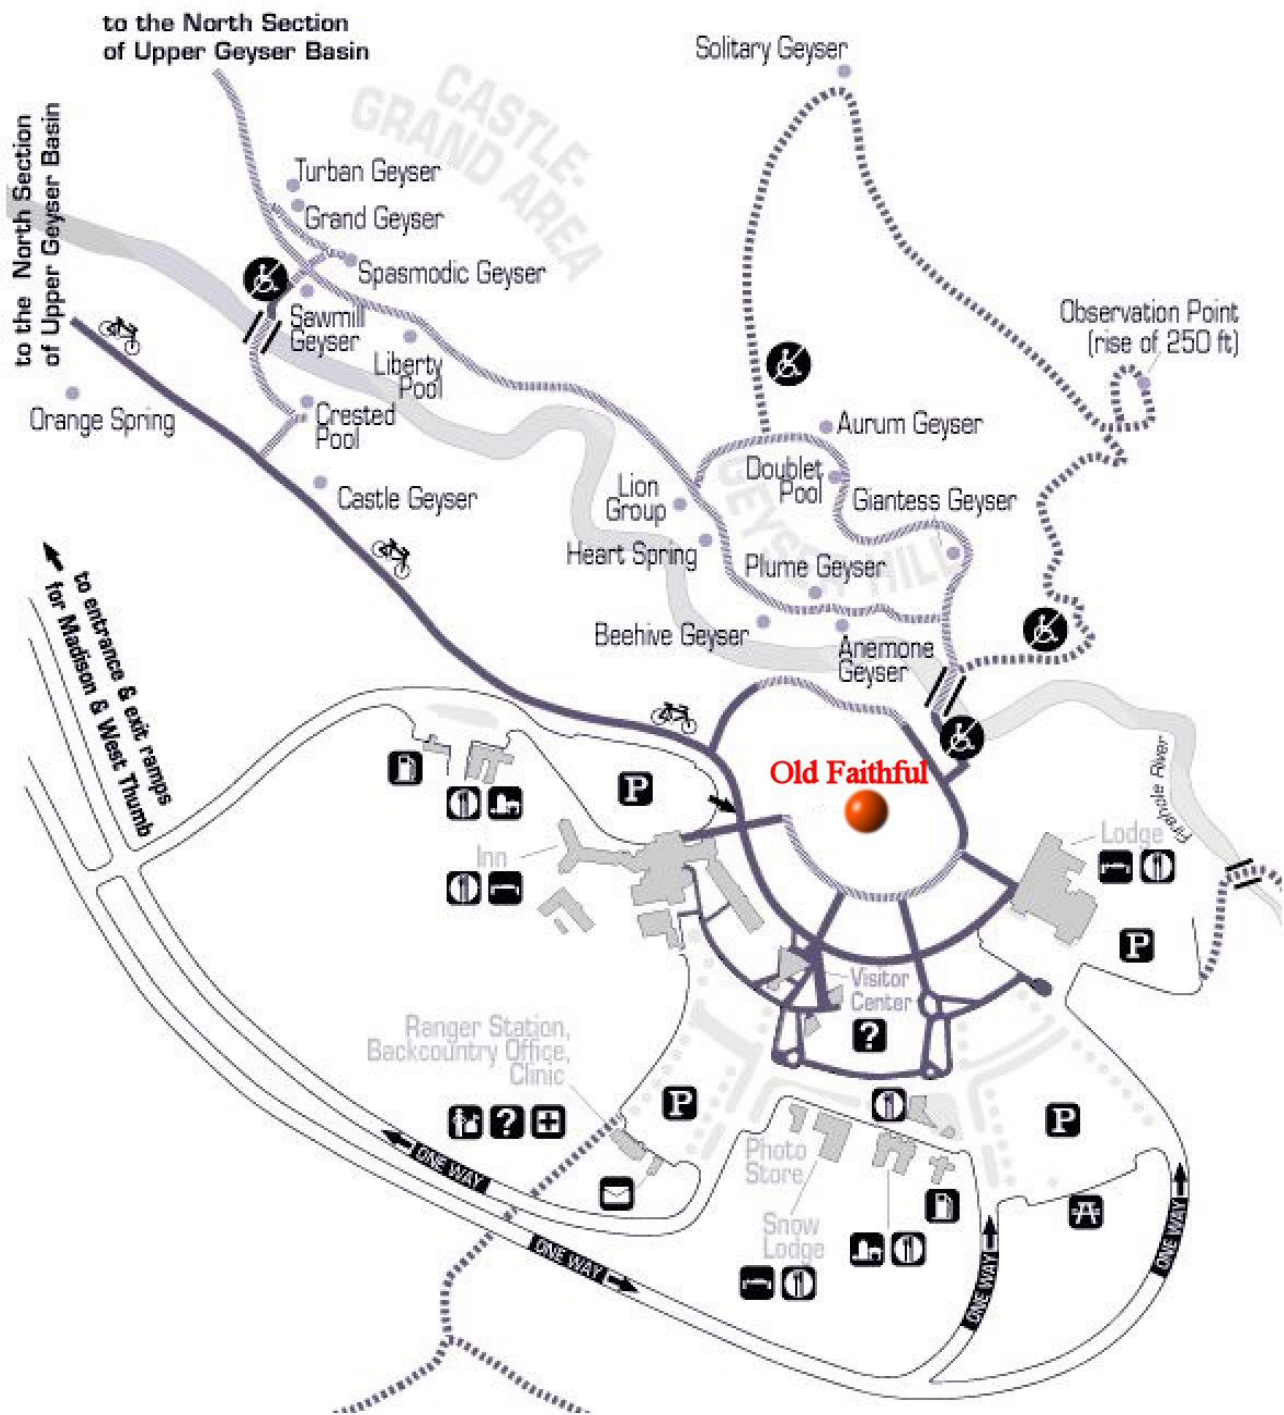 to the North Section
of Upper Geyser Basin
Solitary Geyser
CASTLE-
GRAND AREA
to the North Section
of Upper Geyser Basin
Turban Geyser
Grand Geyser
Spasmodic Geyser
Sawmill
Geyser
Liberty
Pool
Observation Point
(rise of 250 ft)
Orange Spring
Crested
Pool
Aurum Geyser
Castle Geyser
Lion
Group
Doublet
Pool
Giantess Geyser
GEYSER HILL
Heart Spring
Plume Geyser
Beehive Geyser
Anemone
Geyser
to entrance & exit ramps
for Madison & West Thumb
Old Faithful
P
Firehole River
Lodge
Inn
P
Visitor
Center
?
Ranger Station,
Backcountry Office,
Clinic
?
P
P
Photo
Store
ONE WAY
Snow
Lodge
ONE WAY
ONE WAY
ONE WAY